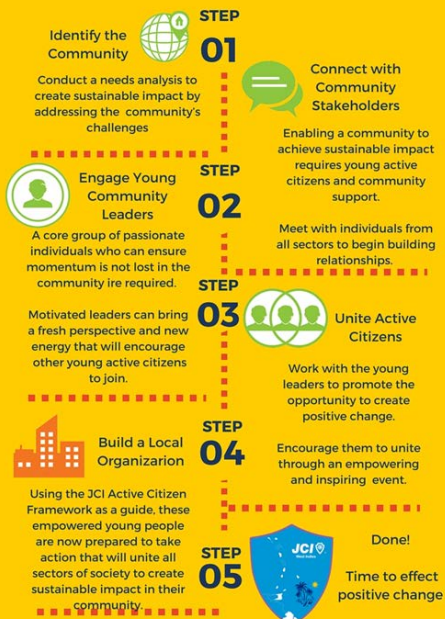 STEP
01
Identify the
Community
Conduct a needs analysis to
create sustainable impact by
addressing the community's
challenges
Connect with
Community
Stakeholders
Enabling a community to
achieve sustainable impact
requires young active
citizens and community
support.
Meet with individuals from
all sectors to begin building
relationships.
STEP
02
Engage Young
Community
Leaders
A core group of passionate
individuals who can ensure
momentum is not lost in the
community ire required.
Motivated leaders can bring
a fresh perspective and new
energy that will encourage
other young active citizens
to join.
STEP
03
Unite Active
Citizens
Work with the young
leaders to promote the
opportunity to create
positive change.
Encourage them to unite
through an empowering
and inspiring event.
STEP
04
Build a Local
Organizarion
Using the JCI Active Citizen
Framework as a guide, these
empowered young people
are now prepared to take
action that will unite all
sectors of society to create
sustainable impact in their
community.
STEP
05
JCI
West Indies
Done!
Time to effect
positive change